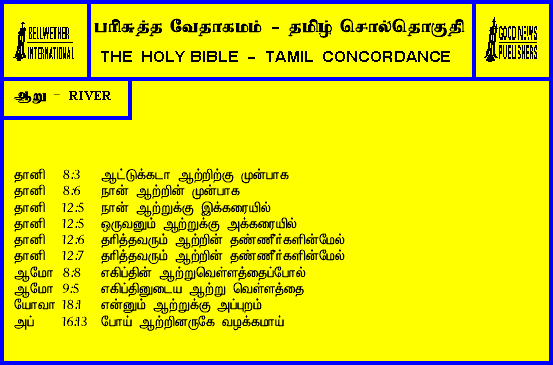 BELLWETHER INTERNATIONAL
பரிசுத்த வேதாகமம் - தமிழ் சொல்தொகுதி
THE HOLY BIBLE - TAMIL CONCORDANCE
GOOD NEWS PUBLISHERS
ஆறு - RIVER
தானி 8:3 ஆட்டுக்கடா ஆற்றிற்கு முன்பாக
தானி 8:6 நான் ஆற்றின் முன்பாக
தானி 12:5 நான் ஆற்றுக்கு இக்கரையில்
தானி 12:5 ஒருவனும் ஆற்றுக்கு அக்கரையில்
தானி 12:6 தரித்தவரும் ஆற்றின் தண்ணீர்களின்மேல்
தானி 12:7 தரித்தவரும் ஆற்றின் தண்ணீர்களின்மேல்
ஆமோ 8:8 எகிப்தின் ஆற்றுவெள்ளத்தைப்போல்
ஆமோ 9:5 எகிப்தினுடைய ஆற்று வெள்ளத்தை
யோவா 18:1 என்னும் ஆற்றுக்கு அப்புறம்
அப் 16:13 போய் ஆற்றினருகே வழக்கமாய்